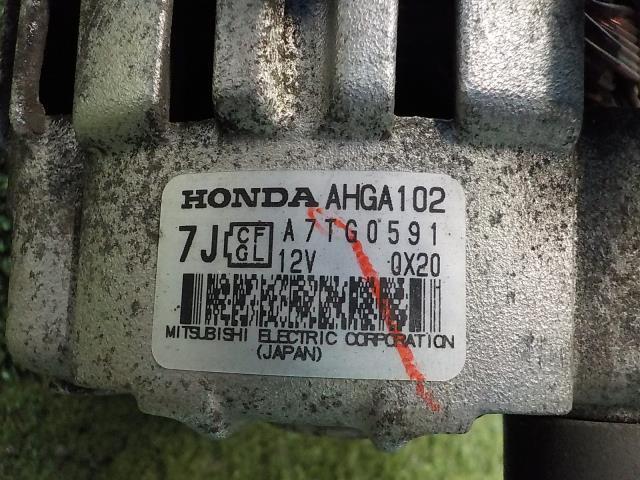 HONDA AHGA102
7J CF GL A7TG0591
12V QX20
MITSUBISHI ELECTRIC CORPORATION
(JAPAN)